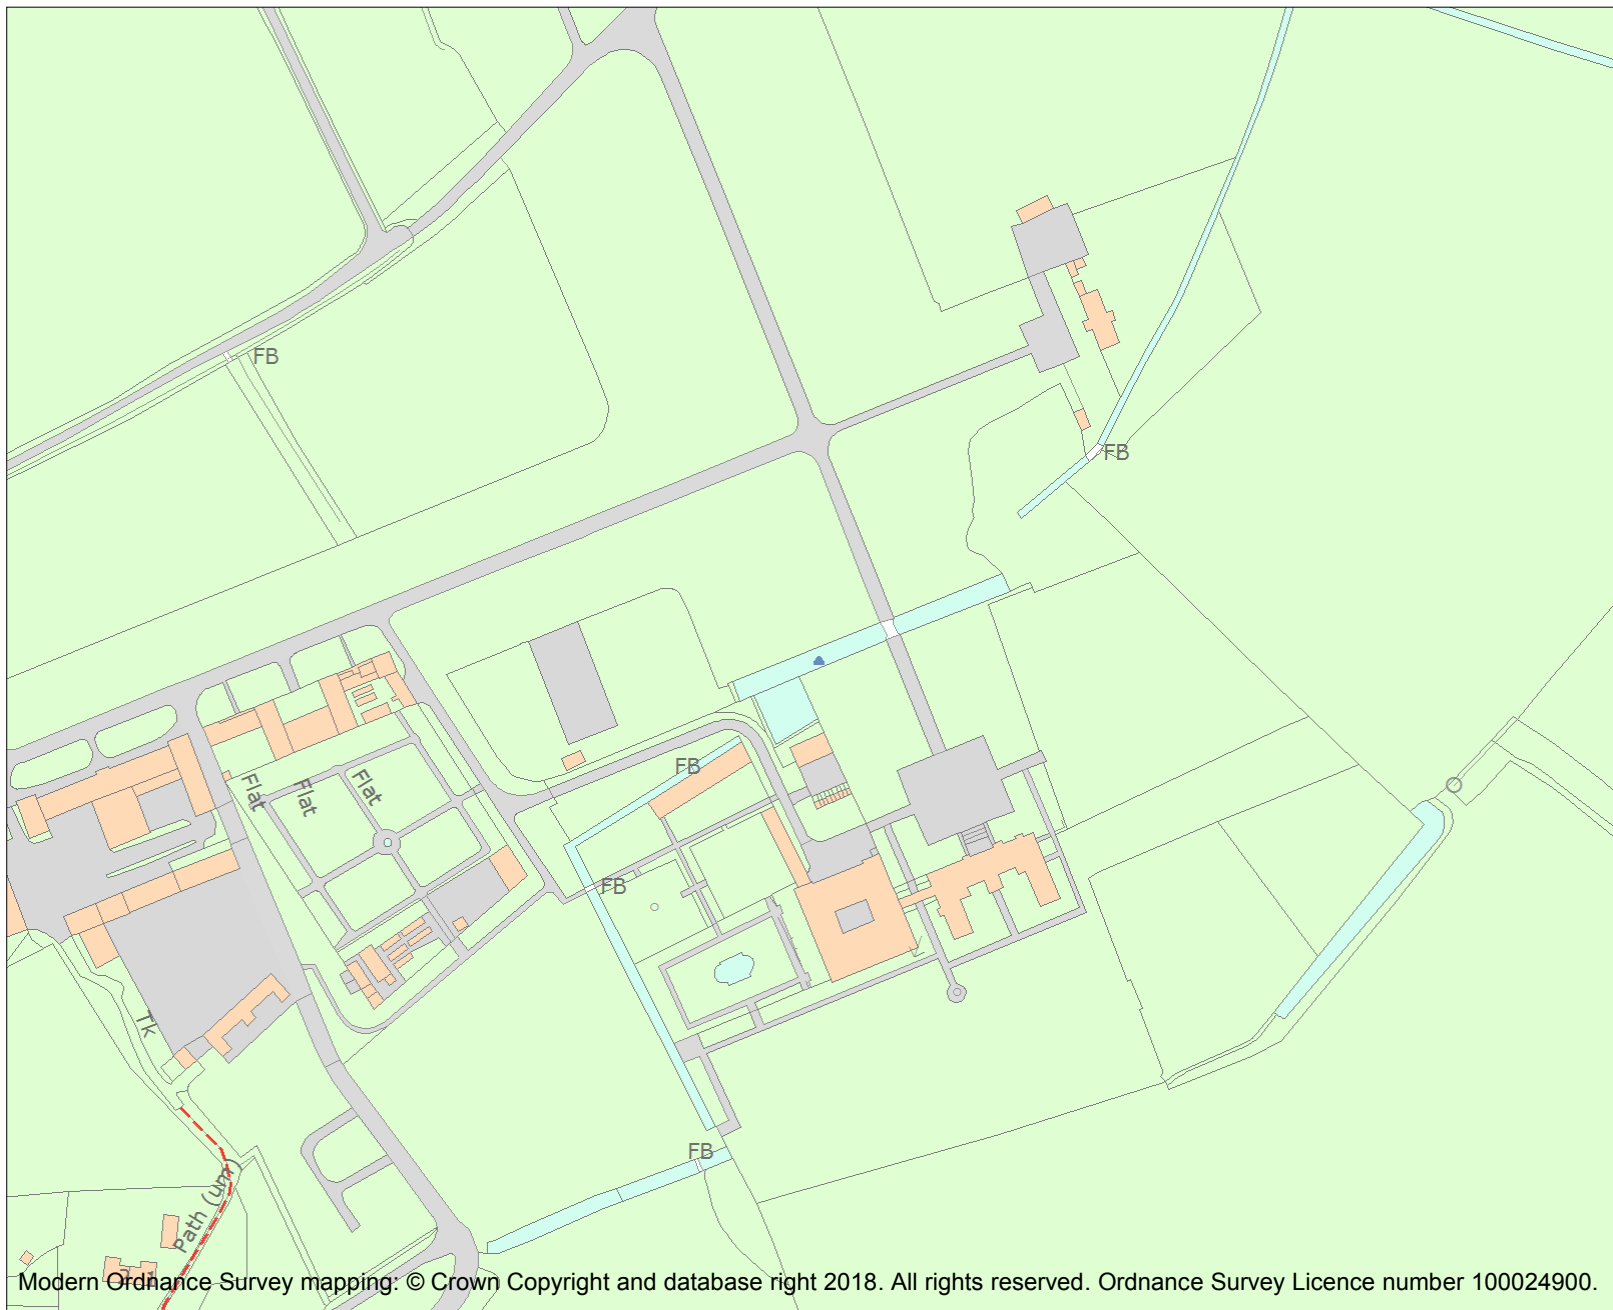 FB
FB
FB
Flat
Flat
Flat
FB
Tk
FB
Path (um)
Modern Ordnance Survey mapping: © Crown Copyright and database right 2018. All rights reserved. Ordnance Survey Licence number 100024900.